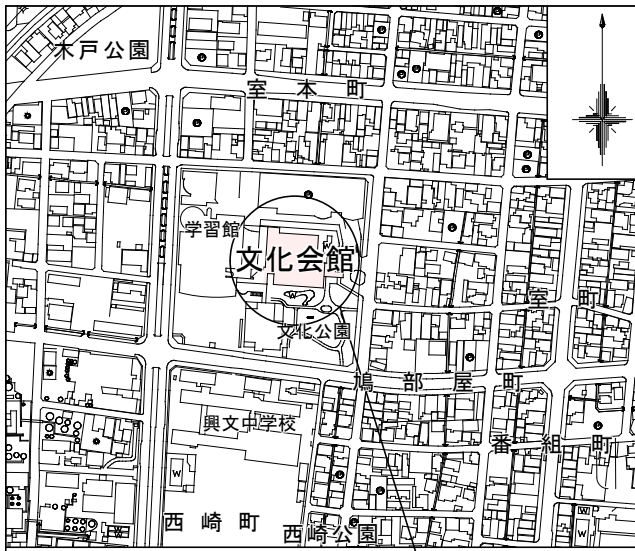 木戸公園
室本町
学習館
文化会館
室町
文化公園
鳩部屋町
興文中学校
番組町
西崎町
西崎公園